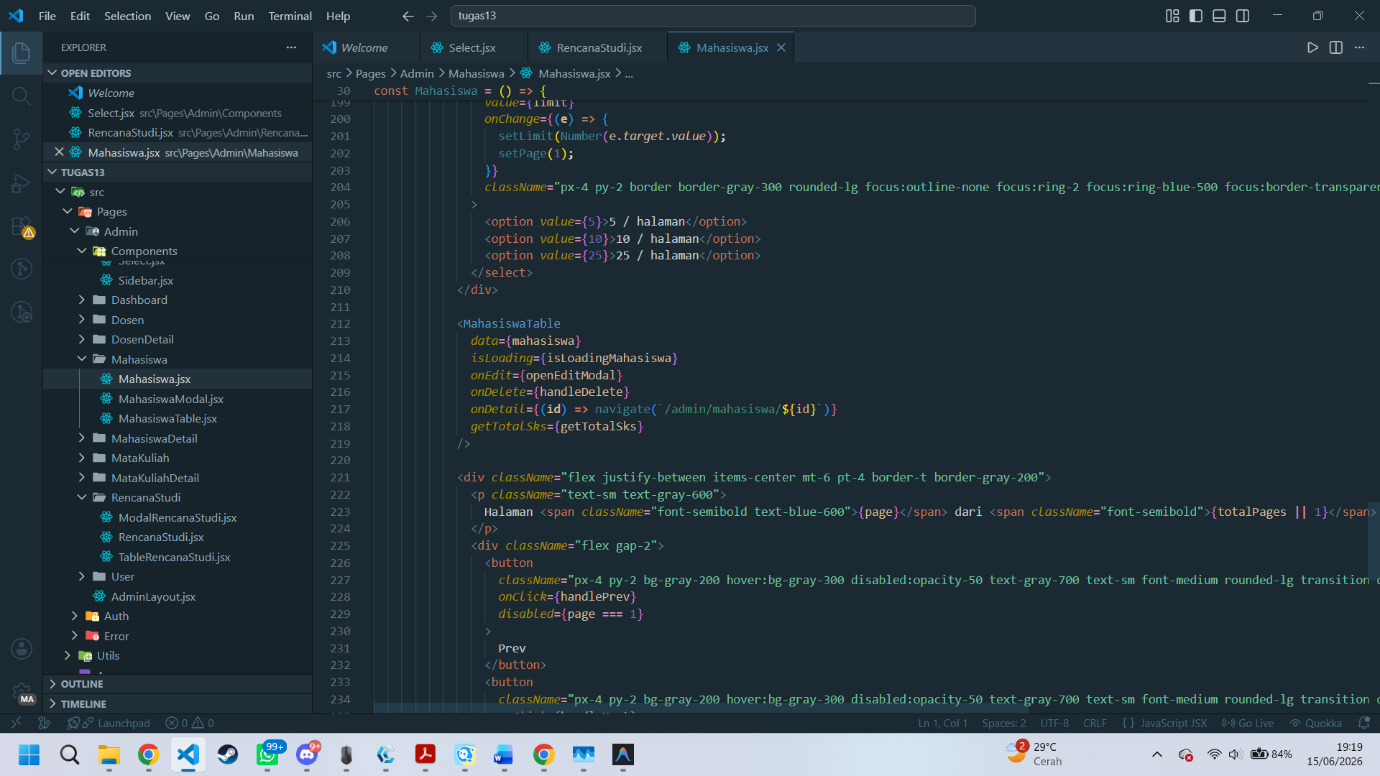 File Edit Selection View Go Run Terminal Help
tugas13
EXPLORER
OPEN EDITORS
Welcome
Select.jsx src\Pages\Admin\Components
RencanaStudi.jsx src\Pages\Admin\Rencana...
Mahasiswa.jsx src\Pages\Admin\Mahasiswa
TUGAS13
src
Pages
Admin
Components
Select.jsx
Sidebar.jsx
Dashboard
Dosen
DosenDetail
Mahasiswa
Mahasiswa.jsx
MahasiswaModal.jsx
MahasiswaTable.jsx
MahasiswaDetail
MataKuliah
MataKuliahDetail
RencanaStudi
ModalRencanaStudi.jsx
RencanaStudi.jsx
TableRencanaStudi.jsx
User
AdminLayout.jsx
Auth
Error
Utils
OUTLINE
TIMELINE
MA
Welcome Select.jsx RencanaStudi.jsx Mahasiswa.jsx
src > Pages > Admin > Mahasiswa > Mahasiswa.jsx > ...
30 const Mahasiswa = () => {
199 value={limit}
200 onChange={(e) => {
201 setLimit(Number(e.target.value));
202 setPage(1);
203 }}
204 className="px-4 py-2 border border-gray-300 rounded-lg focus:outline-none focus:ring-2 focus:ring-blue-500 focus:border-transparen
205 >
206 <option value={5}>5 / halaman</option>
207 <option value={10}>10 / halaman</option>
208 <option value={25}>25 / halaman</option>
209 </select>
210 </div>
211
212 <MahasiswaTable
213 data={mahasiswa}
214 isLoading={isLoadingMahasiswa}
215 onEdit={openEditModal}
216 onDelete={handleDelete}
217 onDetail={(id) => navigate(`/admin/mahasiswa/${id}`)}
218 getTotalSks={getTotalSks}
219 />
220
221 <div className="flex justify-between items-center mt-6 pt-4 border-t border-gray-200">
222 <p className="text-sm text-gray-600">
223 Halaman <span className="font-semibold text-blue-600">{page}</span> dari <span className="font-semibold">{totalPages || 1}</span>
224 </p>
225 <div className="flex gap-2">
226 <button
227 className="px-4 py-2 bg-gray-200 hover:bg-gray-300 disabled:opacity-50 text-gray-700 text-sm font-medium rounded-lg transition
228 onClick={handlePrev}
229 disabled={page === 1}
230 >
231 Prev
232 </button>
233 <button
234 className="px-4 py-2 bg-gray-200 hover:bg-gray-300 disabled:opacity-50 text-gray-700 text-sm font-medium rounded-lg transition
Launchpad 0 0 Ln 1, Col 1 Spaces: 2 UTF-8 CRLF { } JavaScript JSX Go Live Quokka
99+ 9+ 2 29°C Cerah 84% 19:19 15/06/2026